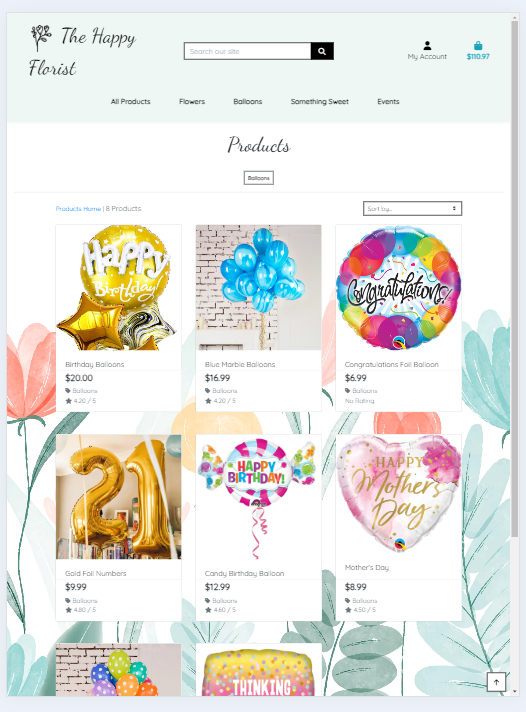 The Happy
Florist
Search our site
My Account
$110.97
All Products
Flowers
Balloons
Something Sweet
Events
Products
Balloons
Products Home | 8 Products
Sort by...
Happy
Birthday!
Congratulations
Birthday Balloons
$20.00
Balloons
4.20 / 5
Blue Marble Balloons
$16.99
Balloons
4.20 / 5
Congratulations Foil Balloon
$6.99
Balloons
No Rating
21
HAPPY
BIRTHDAY!
HAPPY
Mother's
Day
Gold Foil Numbers
$9.99
Balloons
4.80 / 5
Candy Birthday Balloon
$12.99
Balloons
4.60 / 5
Mother's Day
$8.99
Balloons
4.50 / 5
THINKING